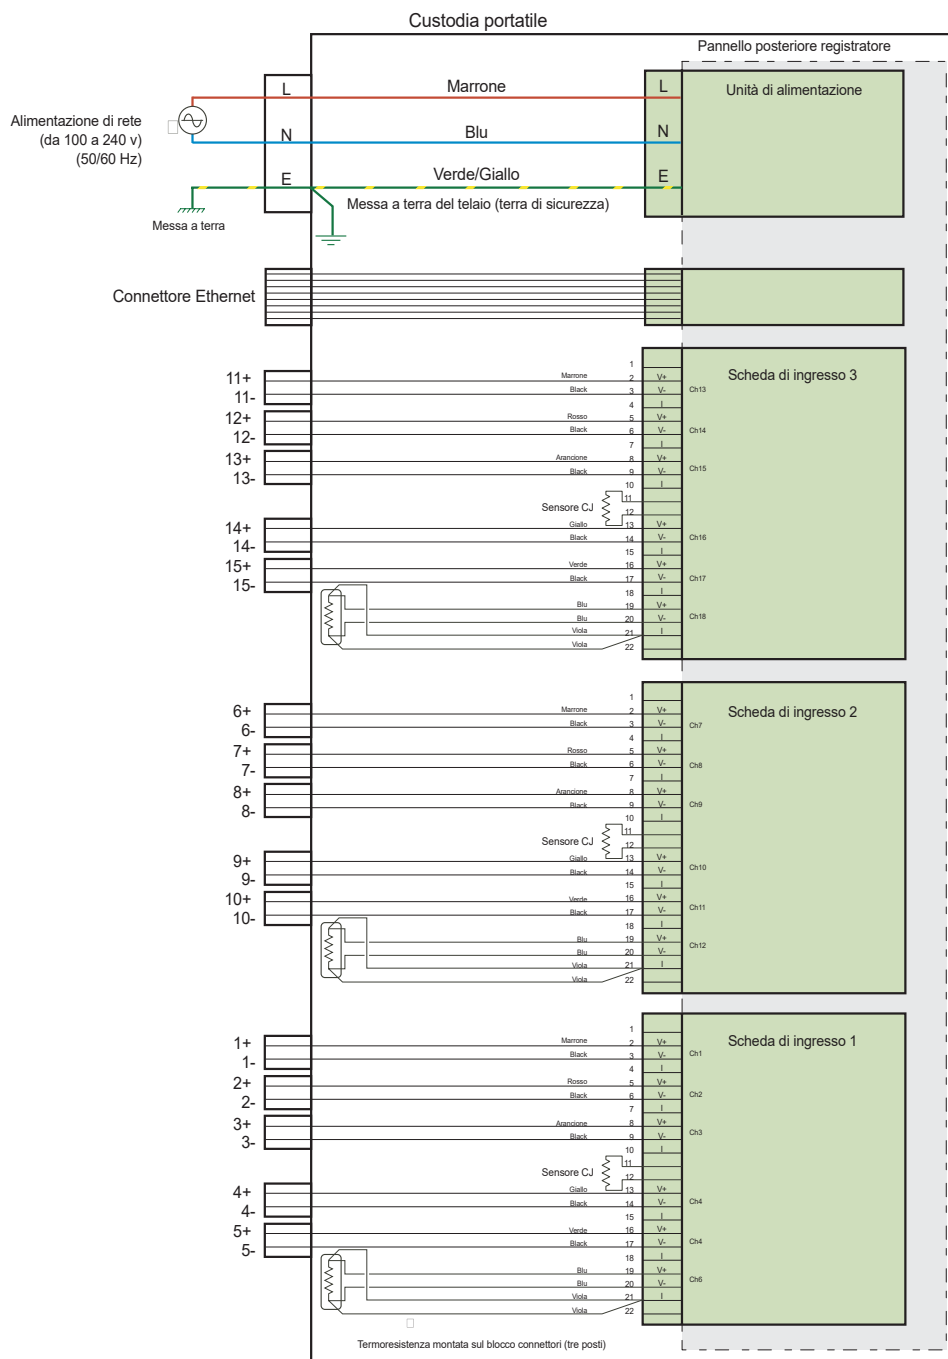 Custodia portatile
Pannello posteriore registratore
L
Marrone
L
Unità di alimentazione
Alimentazione di rete
(da 100 a 240 v)
(50/60 Hz)
N
Blu
N
E
Verde/Giallo
E
Messa a terra
Messa a terra del telaio (terra di sicurezza)
Connettore Ethernet
Scheda di ingresso 3
1
11+ Marrone 2 V+
11- Black 3 V- Ch13
4 I
12+ Rosso 5 V+
12- Black 6 V- Ch14
7 I
13+ Arancione 8 V+
13- Black 9 V- Ch15
10 I
11
Sensore CJ
12
14+ Giallo 13 V+
14- Black 14 V- Ch16
15 I
15+ Verde 16 V+
15- Black 17 V- Ch17
18 I
Blu 19 V+
Blu 20 V- Ch18
Viola 21 I
Viola 22
Scheda di ingresso 2
1
6+ Marrone 2 V+
6- Black 3 V- Ch7
4 I
7+ Rosso 5 V+
7- Black 6 V- Ch8
7 I
8+ Arancione 8 V+
8- Black 9 V- Ch9
10 I
11
Sensore CJ
12
9+ Giallo 13 V+
9- Black 14 V- Ch10
15 I
10+ Verde 16 V+
10- Black 17 V- Ch11
18 I
Blu 19 V+
Blu 20 V- Ch12
Viola 21 I
Viola 22
Scheda di ingresso 1
1
1+ Marrone 2 V+
1- Black 3 V- Ch1
4 I
2+ Rosso 5 V+
2- Black 6 V- Ch2
7 I
3+ Arancione 8 V+
3- Black 9 V- Ch3
10 I
11
Sensore CJ
12
4+ Giallo 13 V+
4- Black 14 V- Ch4
15 I
5+ Verde 16 V+
5- Black 17 V- Ch4
18 I
Blu 19 V+
Blu 20 V- Ch6
Viola 21 I
Viola 22
Termoresistenza montata sul blocco connettori (tre posti)